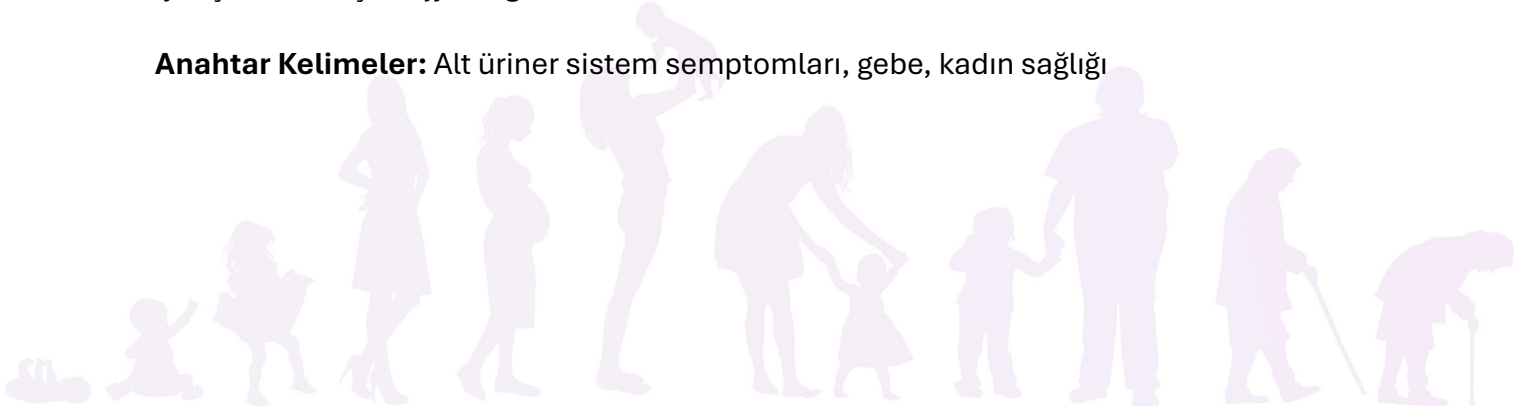 Anahtar Kelimeler: Alt üriner sistem semptomları, gebe, kadın sağlığı